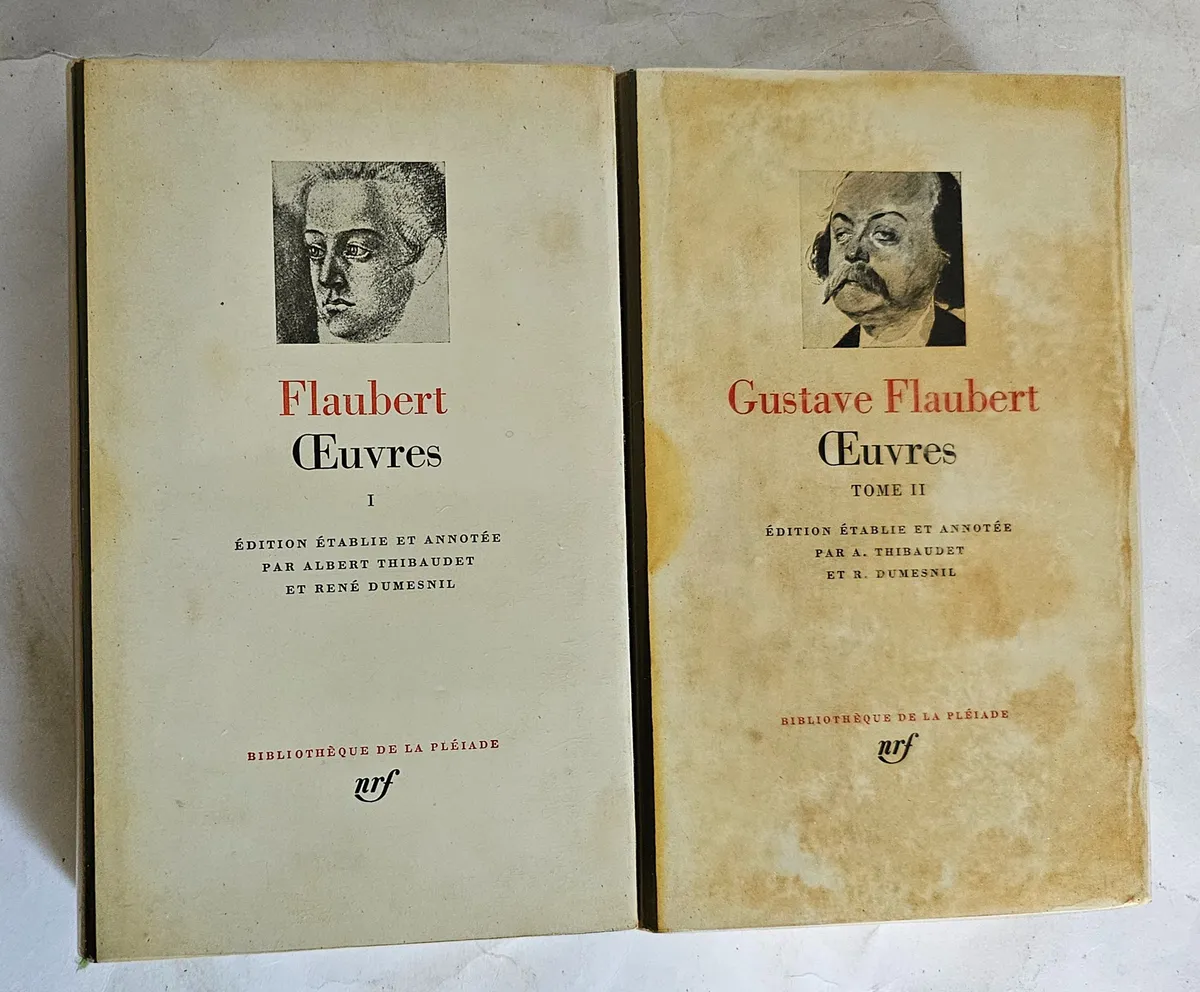 Flaubert
Œuvres
I
ÉDITION ÉTABLIE ET ANNOTÉE
PAR ALBERT THIBAUDET
ET RENÉ DUMESNIL
BIBLIOTHÈQUE DE LA PLÉIADE
nrf
Gustave Flaubert
Œuvres
TOME II
ÉDITION ÉTABLIE ET ANNOTÉE
PAR A. THIBAUDET
ET R. DUMESNIL
BIBLIOTHÈQUE DE LA PLÉIADE
nrf